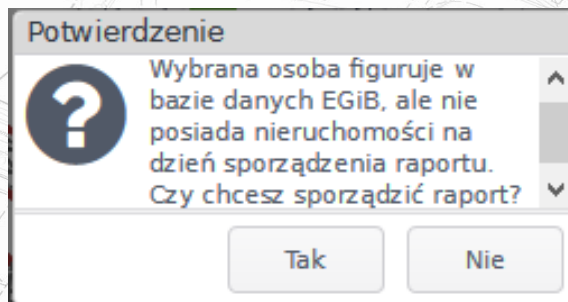 Potwierdzenie
Wybrana osoba figuruje w
bazie danych EGiB, ale nie
posiada nieruchomości na
dzień sporządzenia raportu.
Czy chcesz sporządzić raport?
Tak
Nie